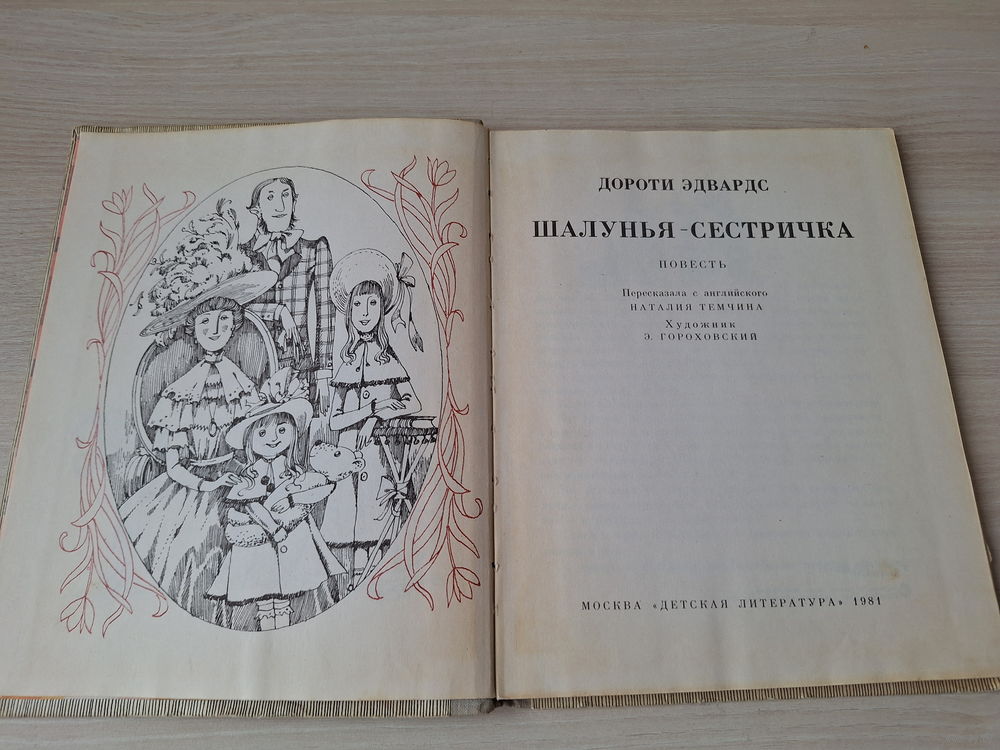 ДОРОТИ ЭДВАРДС
ШАЛУНЬЯ-СЕСТРИЧКА
ПОВЕСТЬ
Пересказала с английского
НАТАЛИЯ ТЕМЧИНА
Художник
Э. ГОРОХОВСКИЙ
МОСКВА «ДЕТСКАЯ ЛИТЕРАТУРА» 1981